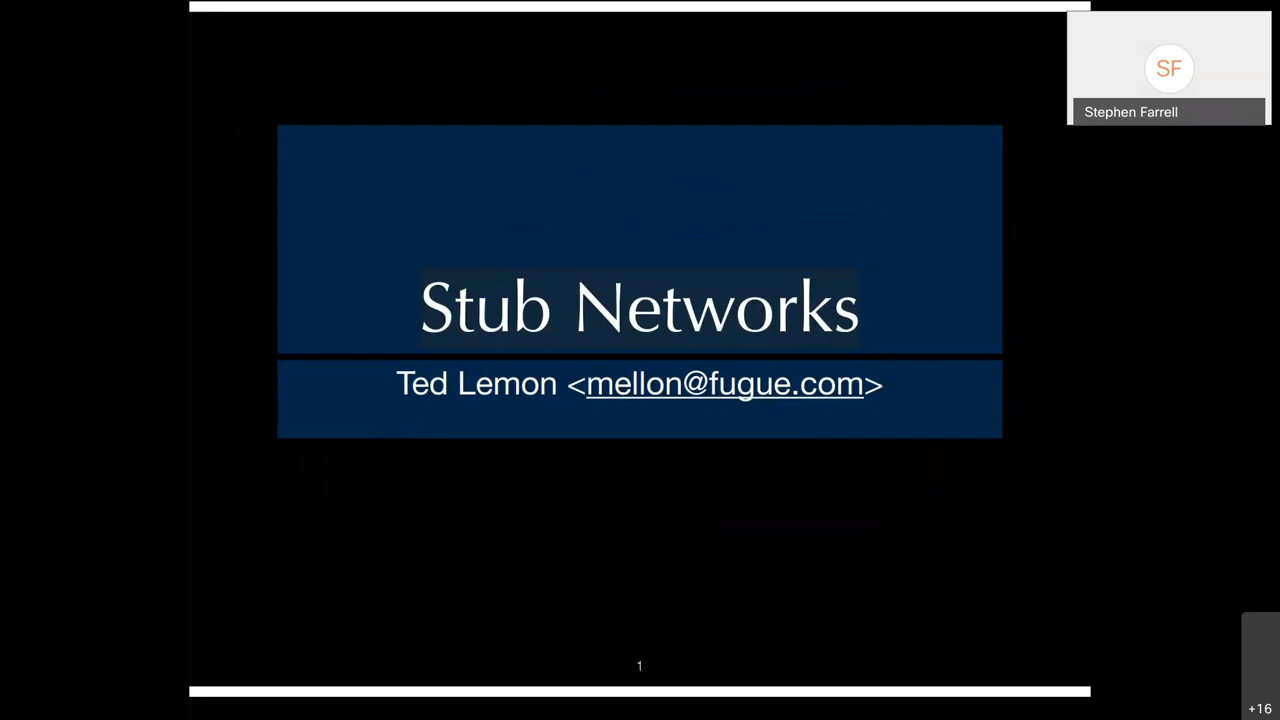 SF
Stephen Farrell
Stub Networks
Ted Lemon <mellon@fugue.com>
1
+16